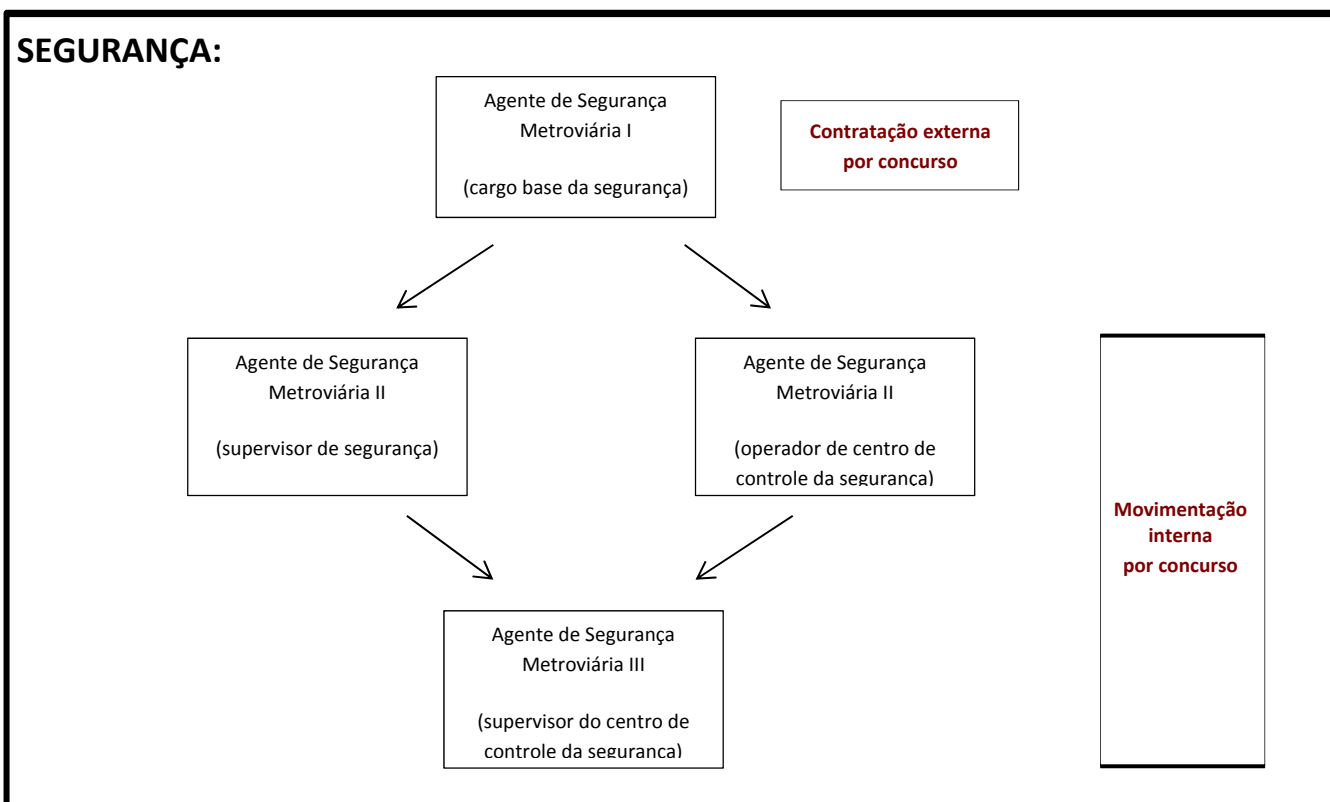 SEGURANÇA:
Agente de Segurança
Metroviária I
(cargo base da segurança)
Contratação externa
por concurso
Agente de Segurança
Metroviária II
(supervisor de segurança)
Agente de Segurança
Metroviária II
(operador de centro de
controle da segurança)
Movimentação
interna
por concurso
Agente de Segurança
Metroviária III
(supervisor do centro de
controle da segurança)